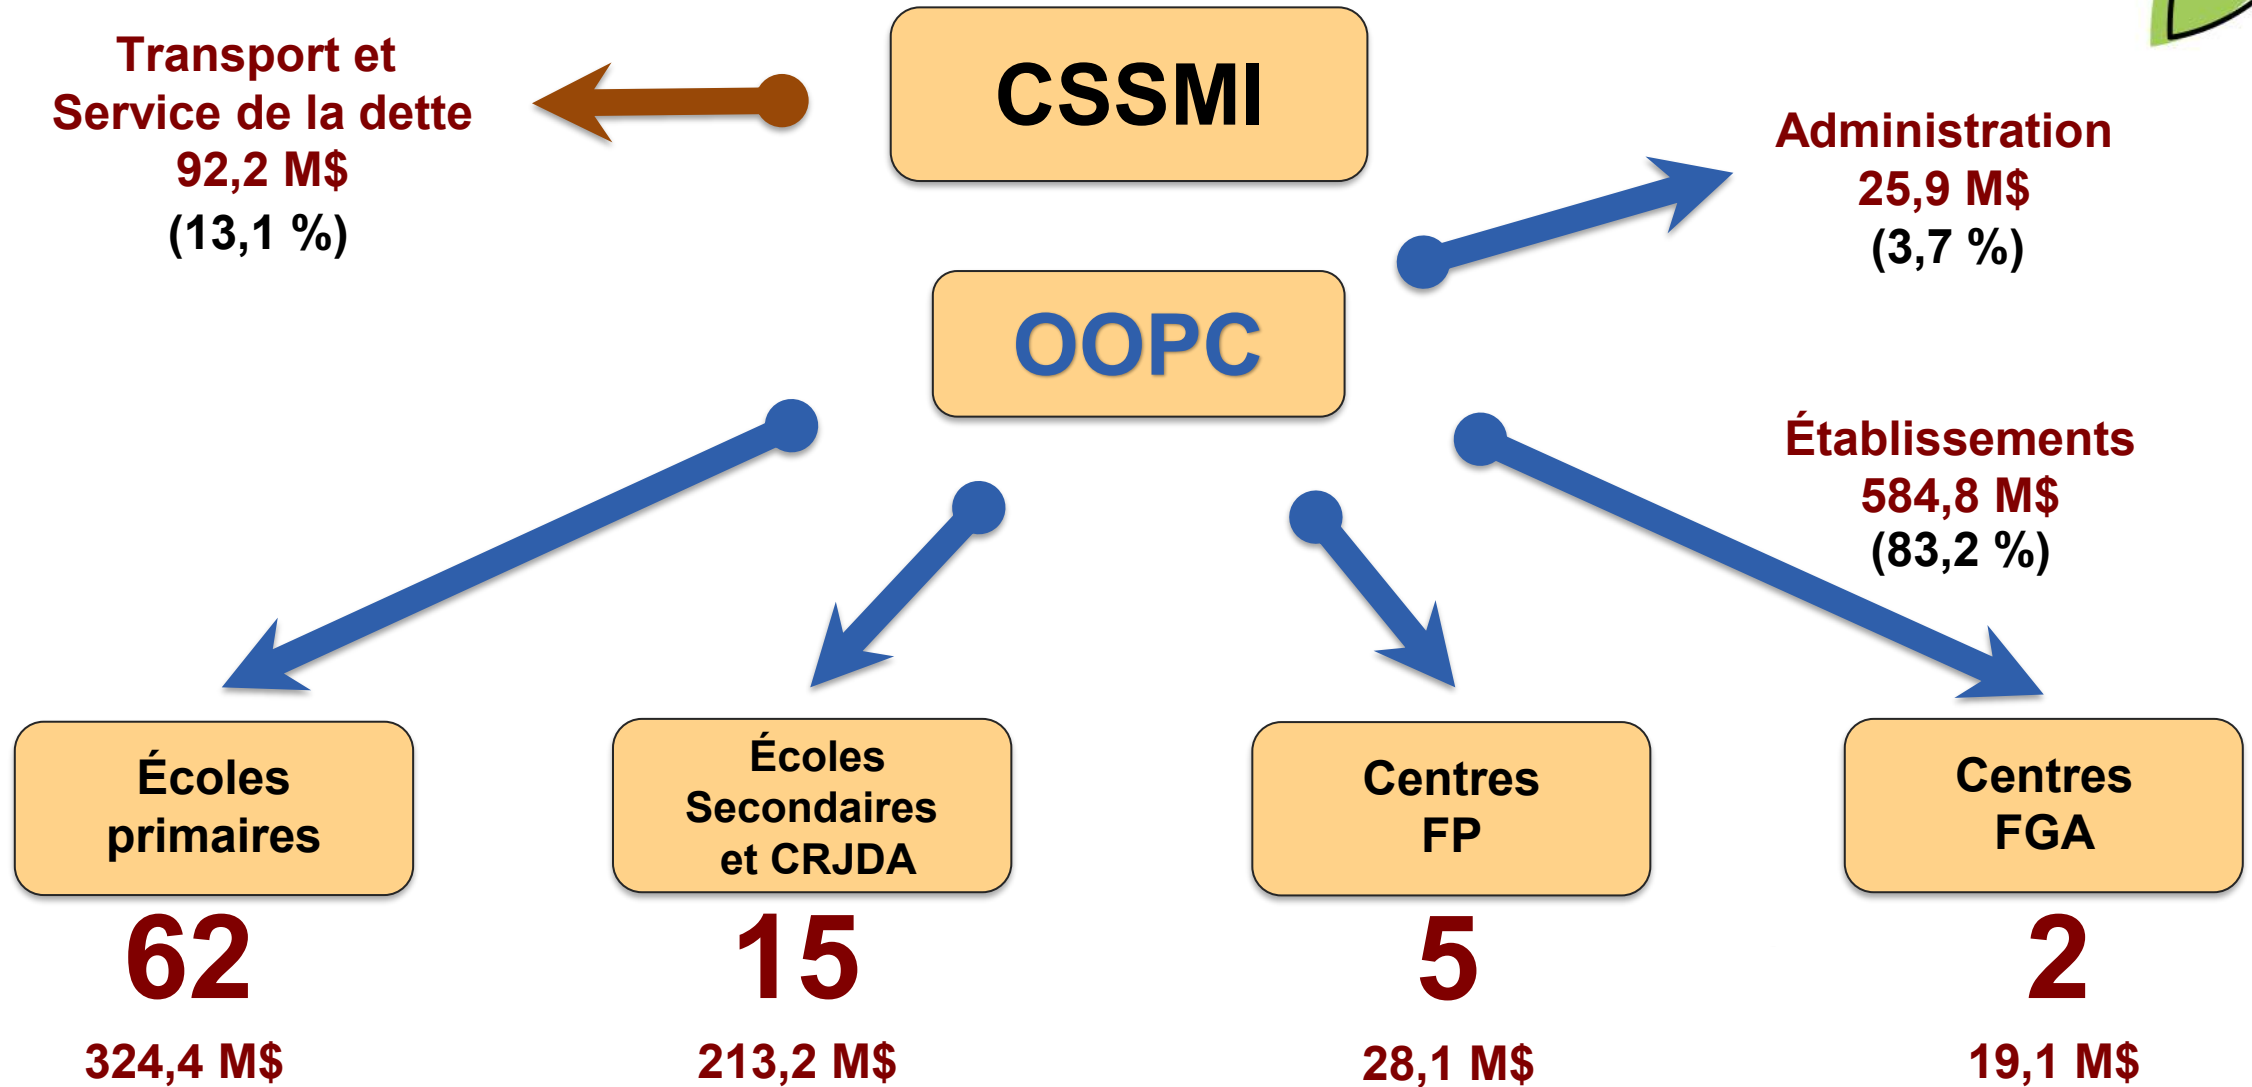 Transport et
Service de la dette
92,2 M$
(13,1 %)
CSSMI
Administration
25,9 M$
(3,7 %)
OOPC
Établissements
584,8 M$
(83,2 %)
Écoles
primaires
62
324,4 M$
Écoles
Secondaires
et CRJDA
15
213,2 M$
Centres
FP
5
28,1 M$
Centres
FGA
2
19,1 M$